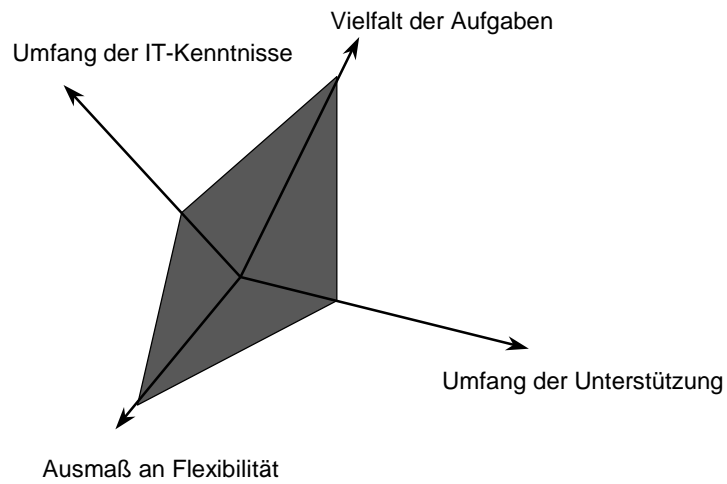 Vielfalt der Aufgaben
Umfang der IT-Kenntnisse
Umfang der Unterstützung
Ausmaß an Flexibilität